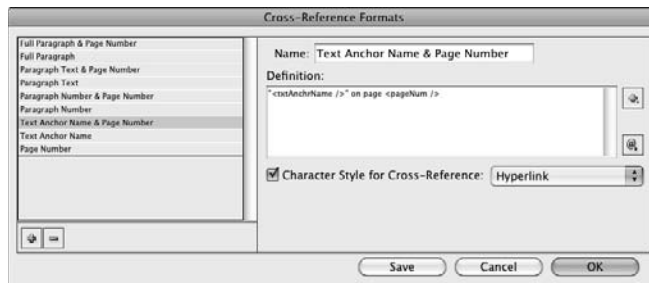 Cross-Reference Formats
Full Paragraph & Page Number
Full Paragraph
Paragraph Text & Page Number
Paragraph Text
Paragraph Number & Page Number
Paragraph Number
Text Anchor Name & Page Number
Text Anchor Name
Page Number
Name: Text Anchor Name & Page Number
Definition:
"<txtAnchrName />" on page <pageNum />
Character Style for Cross-Reference: Hyperlink
Save Cancel OK